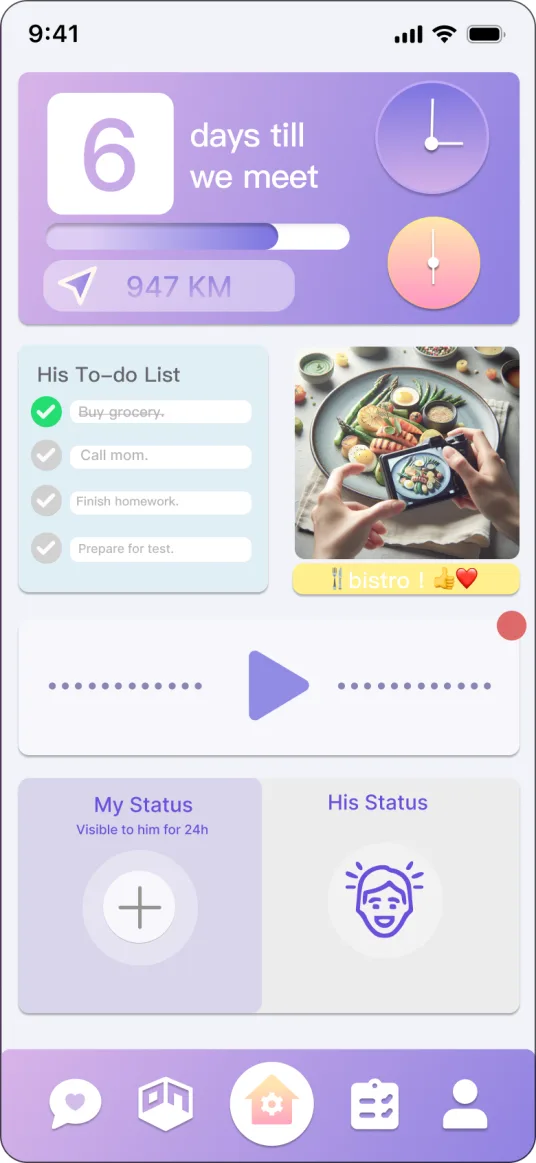 9:41
6
days till
we meet
947 KM
His To-do List
Buy grocery.
Call mom.
Finish homework.
Prepare for test.
🍴bistro ! 👍❤️
My Status
Visible to him for 24h
His Status